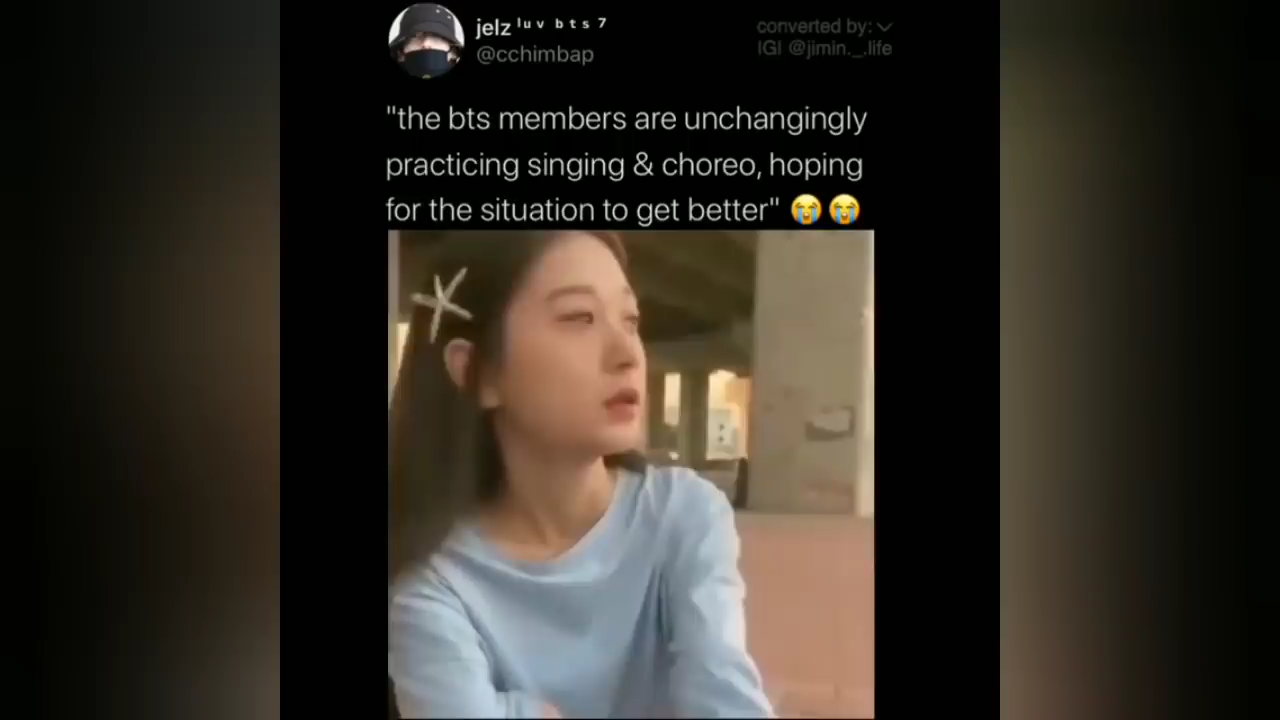 jelz ˡᵘᵛ ᵇᵗˢ ⁷
@cchimbap
converted by:
IGI @jimin._.life
"the bts members are unchangingly
practicing singing & choreo, hoping
for the situation to get better" 😭😭